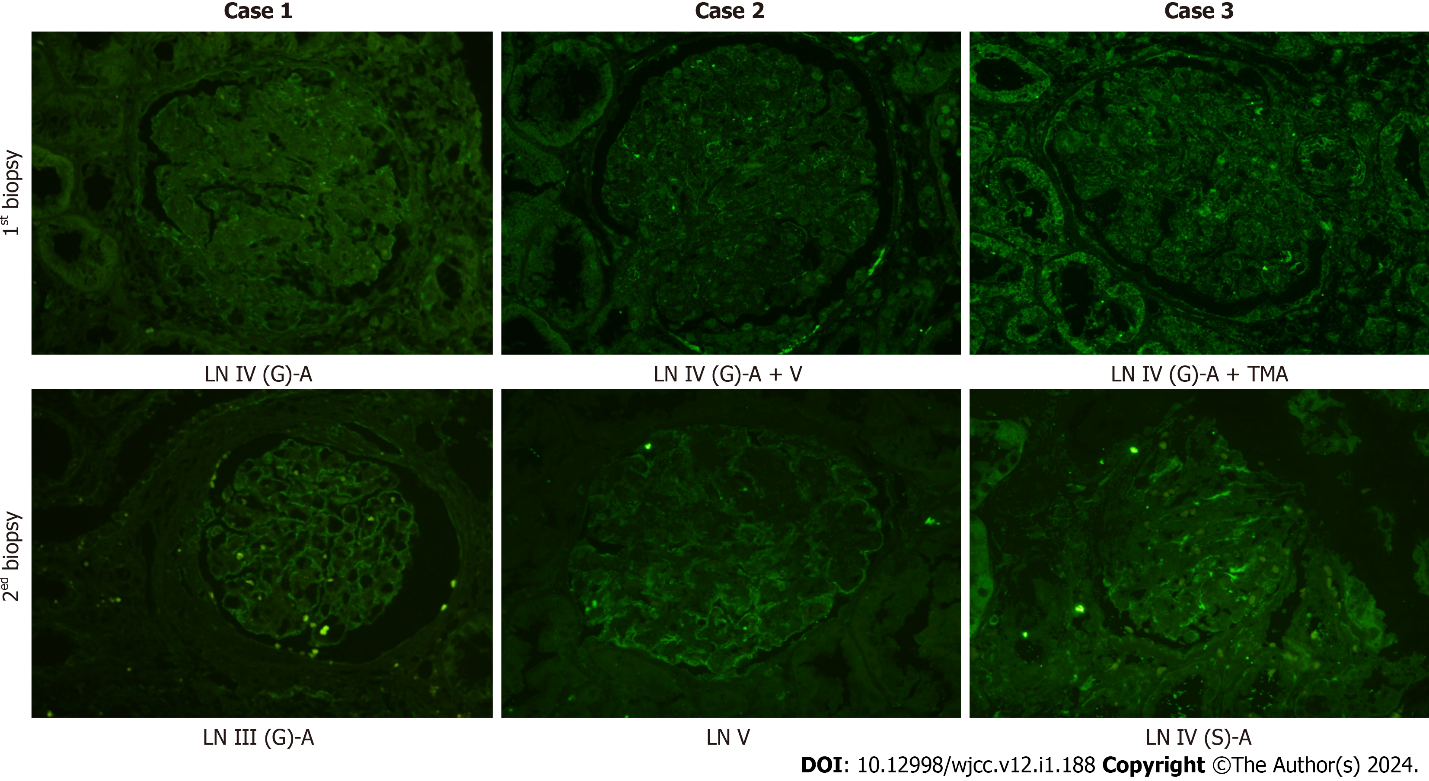 Case 1
Case 2
Case 3
1st biopsy
LN IV (G)-A
LN IV (G)-A + V
LN IV (G)-A + TMA
2ed biopsy
LN III (G)-A
LN V
LN IV (S)-A
DOI: 10.12998/wjcc.v12.i1.188 Copyright ©The Author(s) 2024.